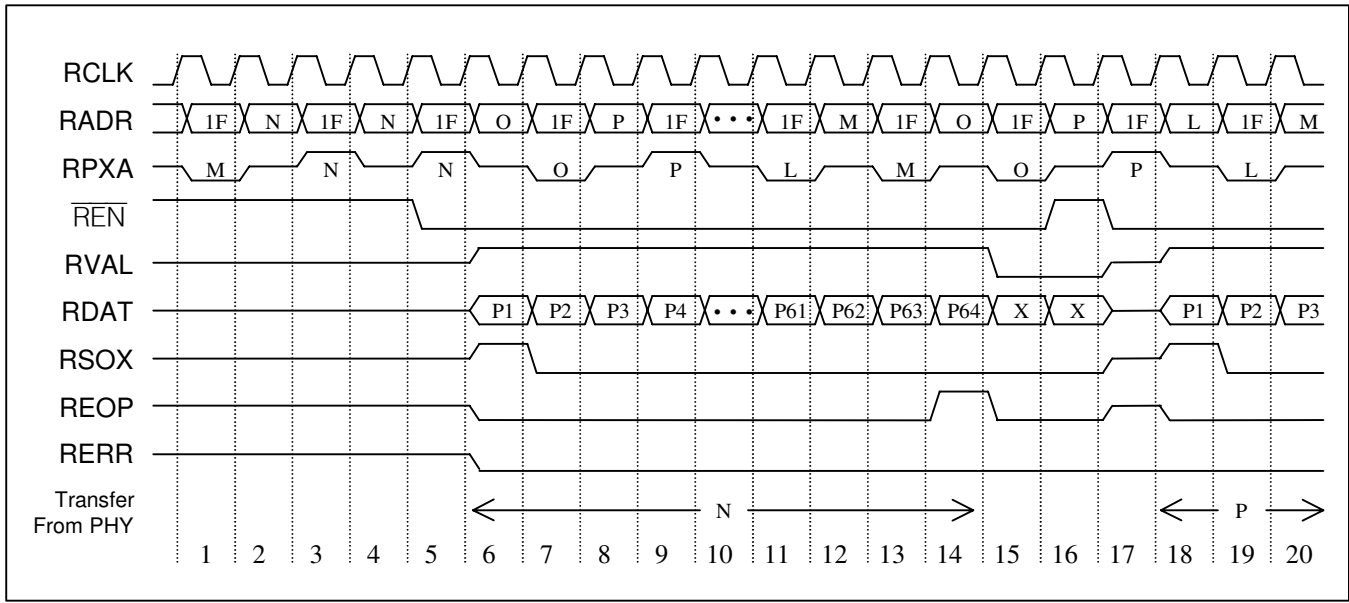 RCLK
RADR 1F N 1F N 1F O 1F P 1F ••• 1F M 1F O 1F P 1F L 1F M
RPXA M N N O P L M O P L
REN
RVAL
RDAT P1 P2 P3 P4 ••• P61 P62 P63 P64 X X P1 P2 P3
RSOX
REOP
RERR
Transfer
From PHY N P
1 2 3 4 5 6 7 8 9 10 11 12 13 14 15 16 17 18 19 20